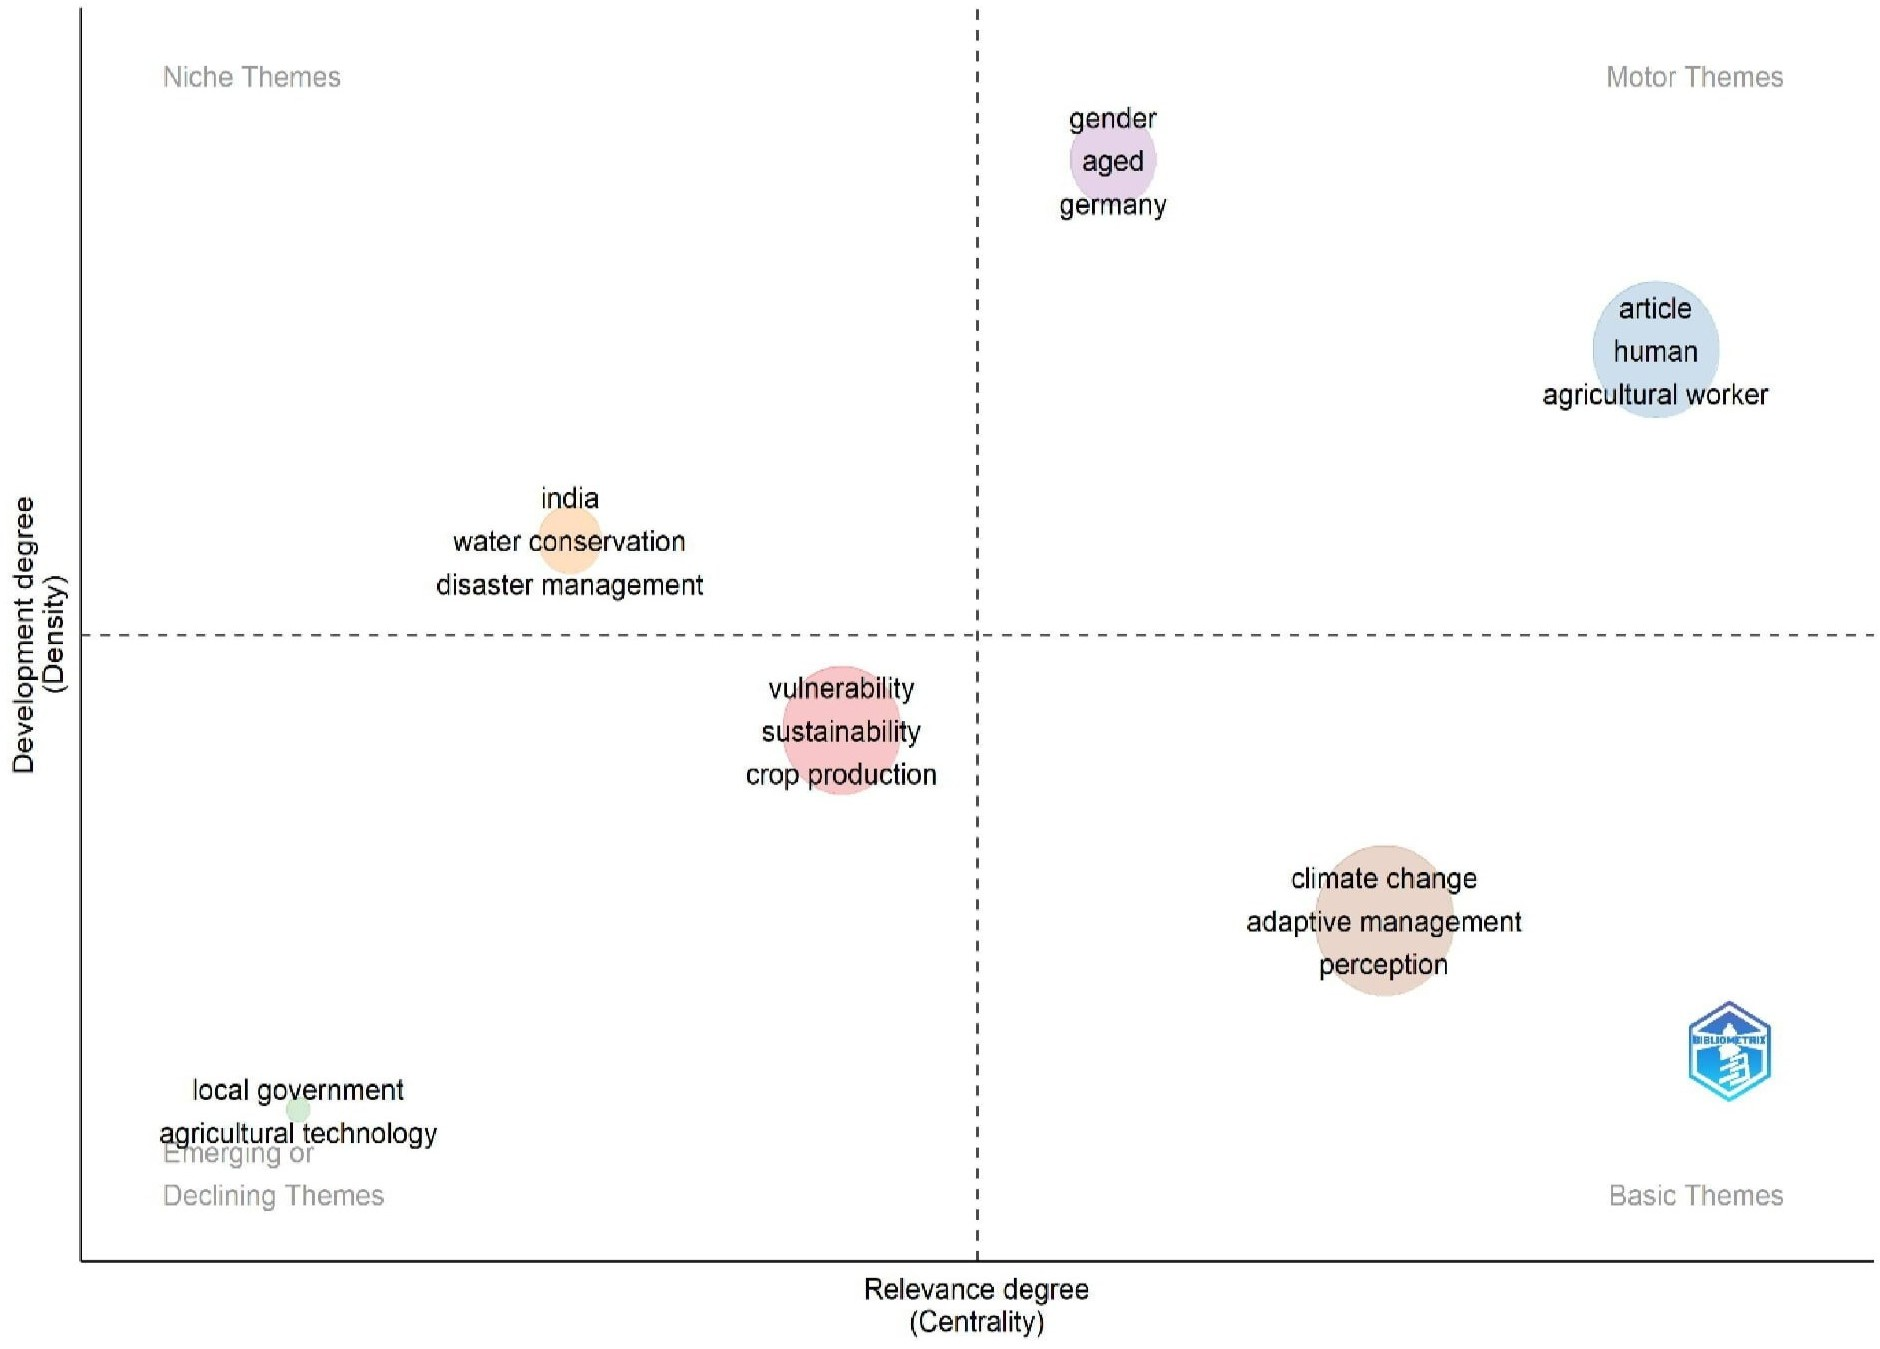 Niche Themes
Motor Themes
gender
aged
germany
article
human
agricultural worker
india
water conservation
disaster management
Development degree
(Density)
vulnerability
sustainability
crop production
climate change
adaptive management
perception
BIBLIOMETRIX
local government
agricultural technology
Emerging or
Declining Themes
Basic Themes
Relevance degree
(Centrality)